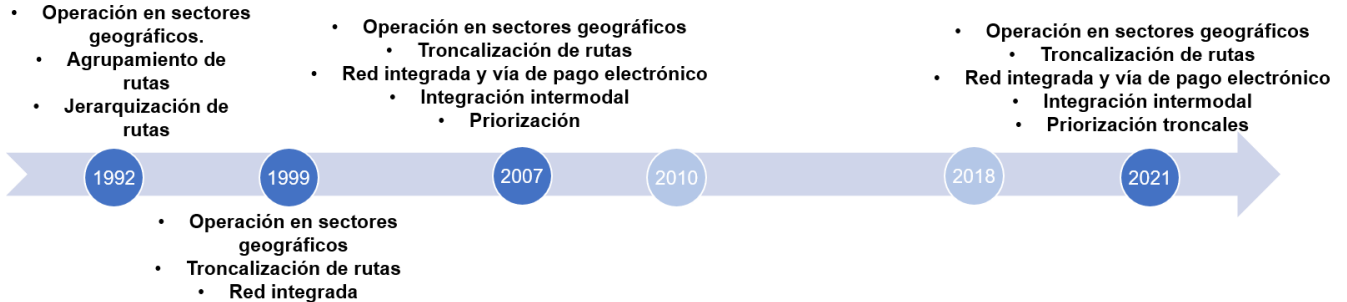 • Operación en sectores
geográficos.
• Agrupamiento de
rutas
• Jerarquización de
rutas
• Operación en sectores geográficos
• Troncalización de rutas
• Red integrada y vía de pago electrónico
• Integración intermodal
• Priorización
• Operación en sectores geográficos
• Troncalización de rutas
• Red integrada y vía de pago electrónico
• Integración intermodal
• Priorización troncales
1992
1999
2007
2010
2018
2021
• Operación en sectores
geográficos
• Troncalización de rutas
• Red integrada